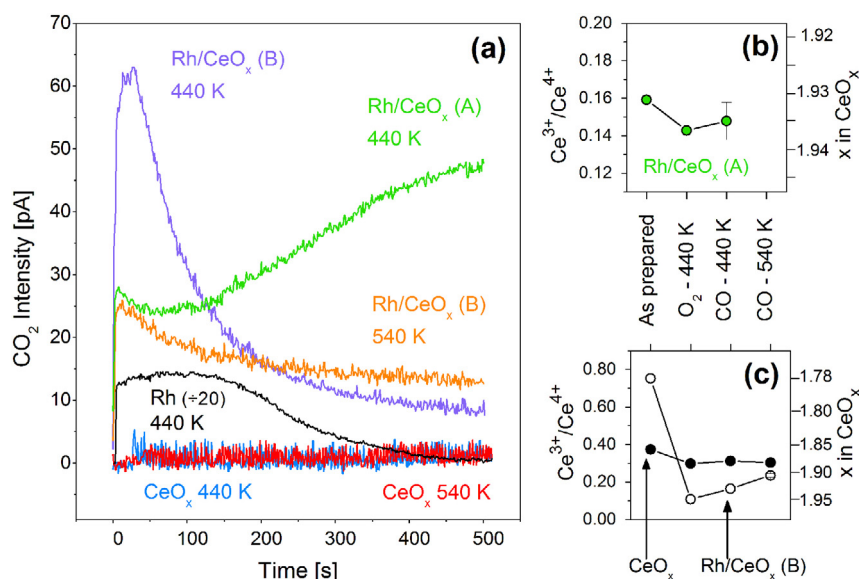 (a)
70
60
50
40
30
20
10
0
CO₂ Intensity [pA]
Rh/CeOₓ (B)
440 K
Rh/CeOₓ (A)
440 K
Rh/CeOₓ (B)
540 K
Rh (÷20)
440 K
CeOₓ 440 K
CeOₓ 540 K
0
100
200
300
400
500
Time [s]
(b)
0.20
0.18
0.16
0.14
0.12
Ce³⁺/Ce⁴⁺
1.92
1.93
1.94
x in CeOₓ
Rh/CeOₓ (A)
As prepared
O₂ - 440 K
CO - 440 K
CO - 540 K
(c)
0.80
0.60
0.40
0.20
0.00
Ce³⁺/Ce⁴⁺
1.78
1.80
1.85
1.90
1.95
x in CeOₓ
CeOₓ
Rh/CeOₓ (B)